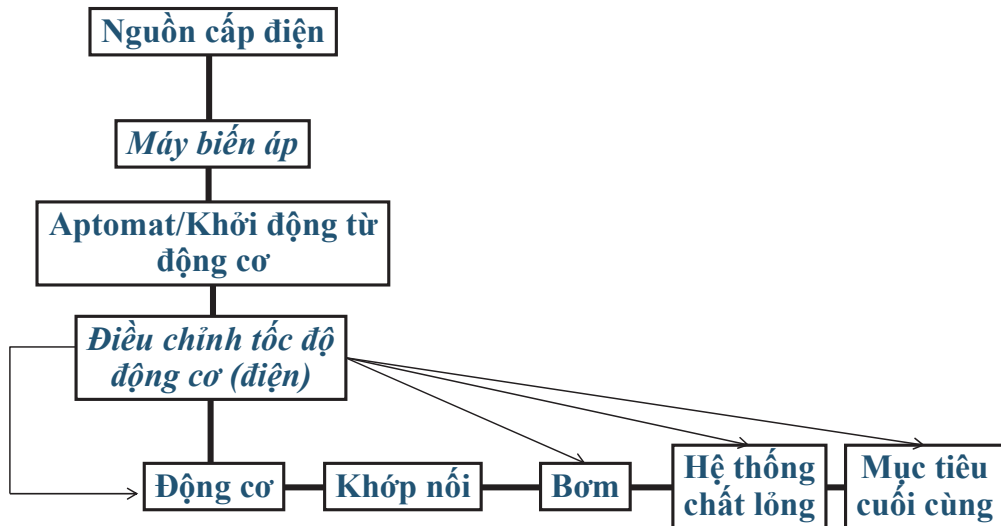 Nguồn cấp điện
Máy biến áp
Aptomat/Khởi động từ
động cơ
Điều chỉnh tốc độ
động cơ (điện)
Động cơ
Khớp nối
Bơm
Hệ thống
chất lỏng
Mục tiêu
cuối cùng